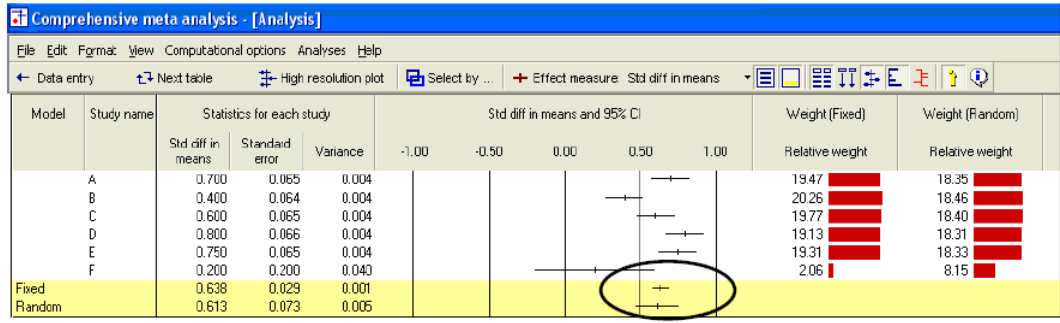 Comprehensive meta analysis - [Analysis]
File Edit Format View Computational options Analyses Help
Data entry Next table High resolution plot Select by ... Effect measure: Std diff in means
Model Study name Statistics for each study Std diff in means and 95% CI Weight (Fixed) Weight (Random)
Std diff in means Standard error Variance -1.00 -0.50 0.00 0.50 1.00 Relative weight Relative weight
A 0.700 0.065 0.004 19.47 18.35
B 0.400 0.064 0.004 20.26 18.46
C 0.600 0.065 0.004 19.77 18.40
D 0.800 0.066 0.004 19.13 18.31
E 0.750 0.065 0.004 19.31 18.33
F 0.200 0.200 0.040 2.06 8.15
Fixed 0.638 0.029 0.001
Random 0.613 0.073 0.005